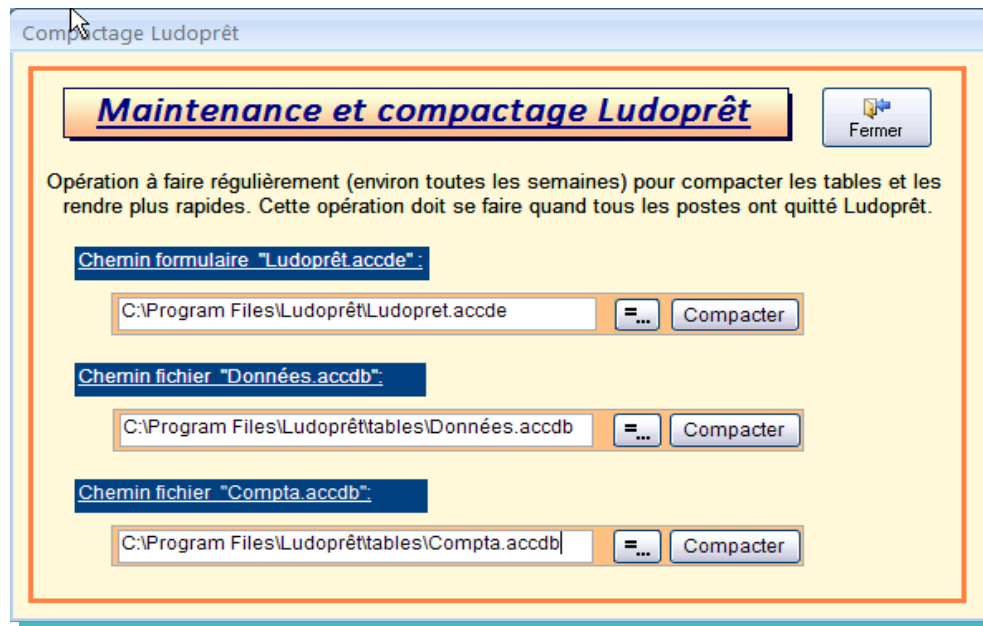 Compactage Ludoprêt
Maintenance et compactage Ludoprêt
Fermer
Opération à faire régulièrement (environ toutes les semaines) pour compacter les tables et les
rendre plus rapides. Cette opération doit se faire quand tous les postes ont quitté Ludoprêt.
Chemin formulaire "Ludoprêt.accde" :
C:\Program Files\Ludoprêt\Ludopret.accde
=...
Compacter
Chemin fichier "Données.accdb":
C:\Program Files\Ludoprêt\tables\Données.accdb
=...
Compacter
Chemin fichier "Compta.accdb":
C:\Program Files\Ludoprêt\tables\Compta.accdb
=...
Compacter